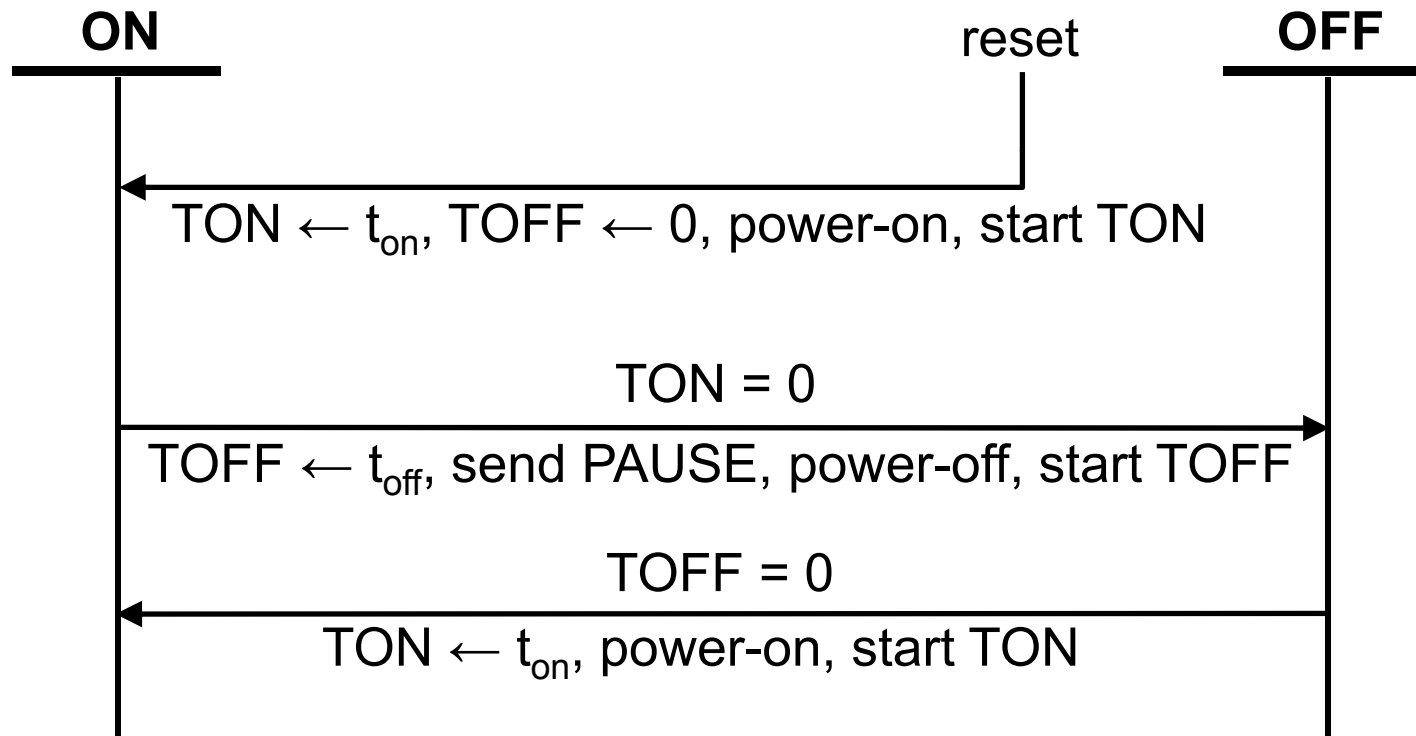 ON
reset
OFF
TON ← ton, TOFF ← 0, power-on, start TON
TON = 0
TOFF ← toff, send PAUSE, power-off, start TOFF
TOFF = 0
TON ← ton, power-on, start TON